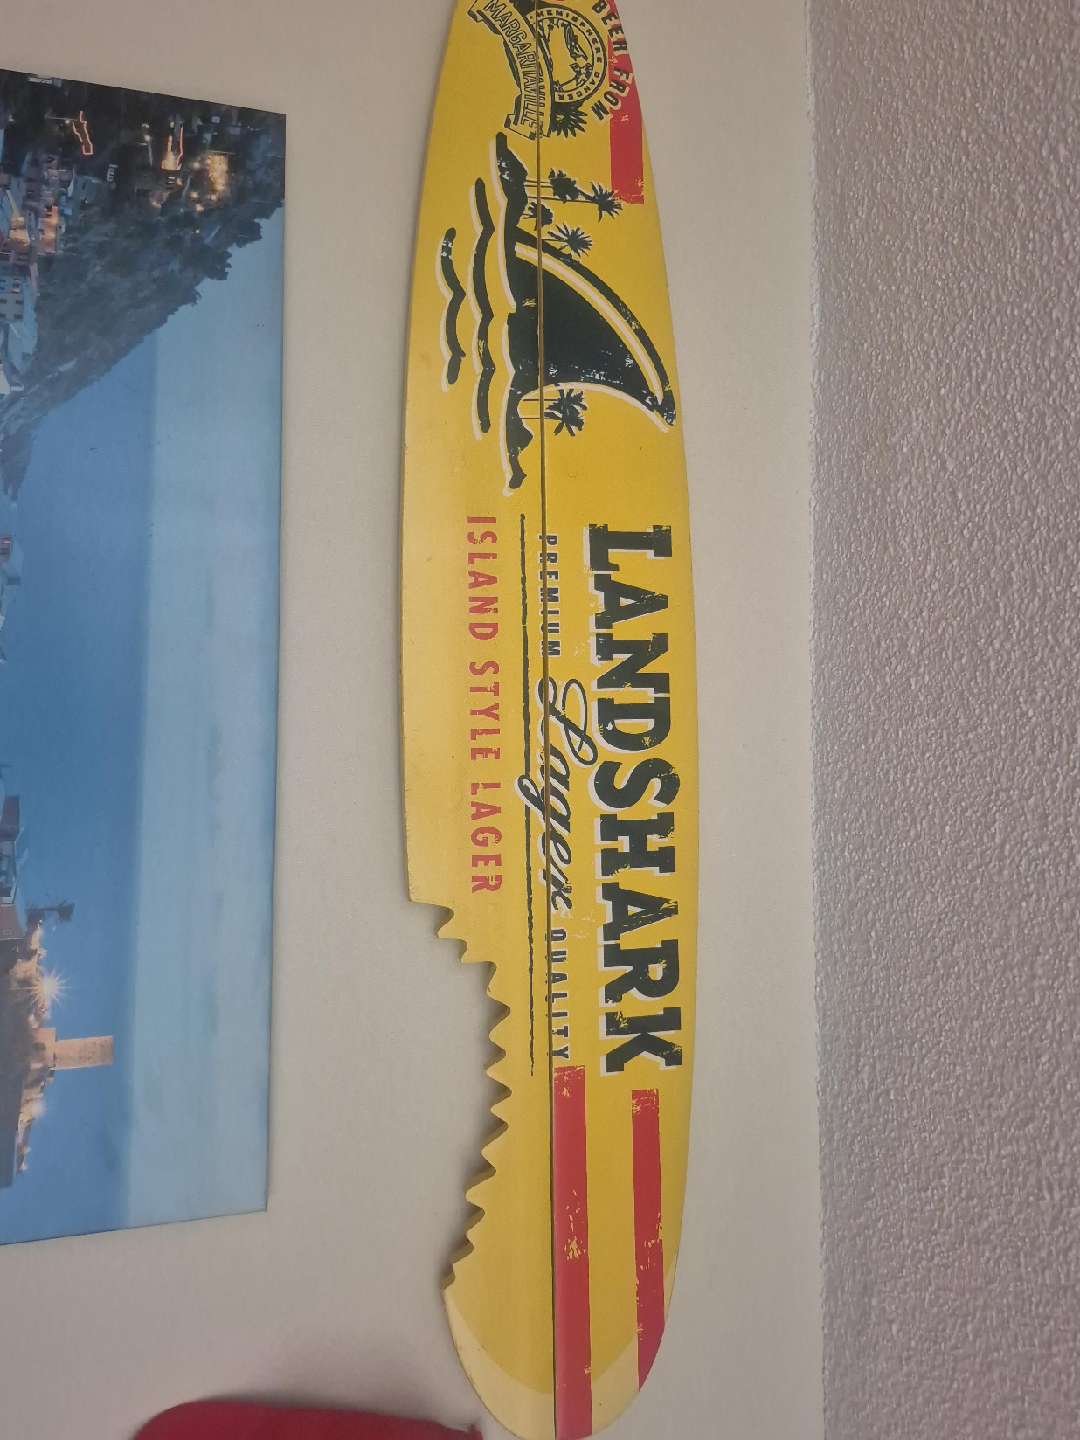 BEER FROM
MARGARITAVILLE
LANDSHARK
PREMIUM Lager QUALITY
ISLAND STYLE LAGER